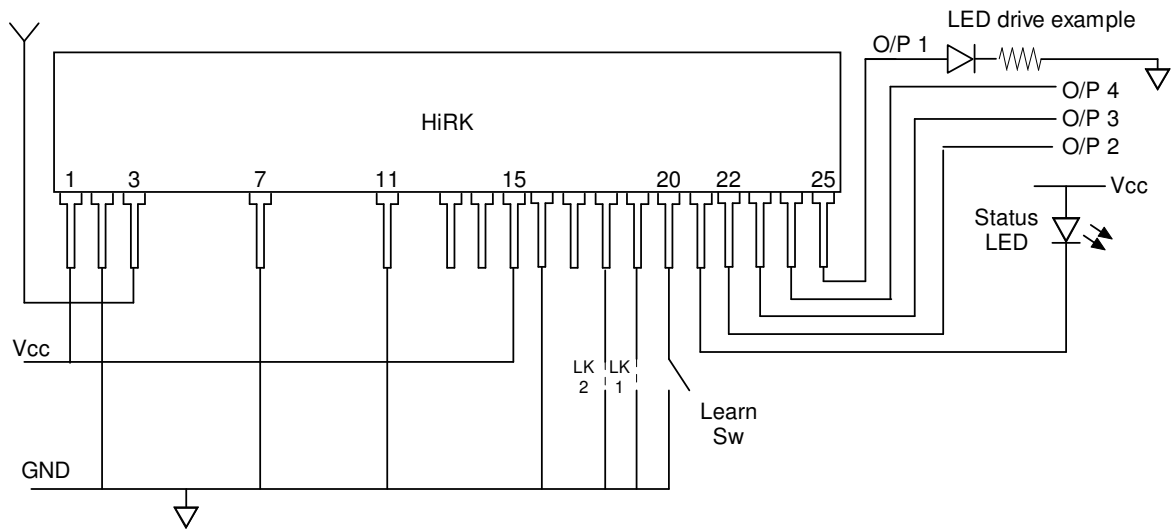 LED drive example
O/P 1
O/P 4
HiRK
O/P 3
O/P 2
1 3 7 11 15 20 22 25
Vcc
Status
LED
Vcc
LK
2
LK
1
Learn
Sw
GND